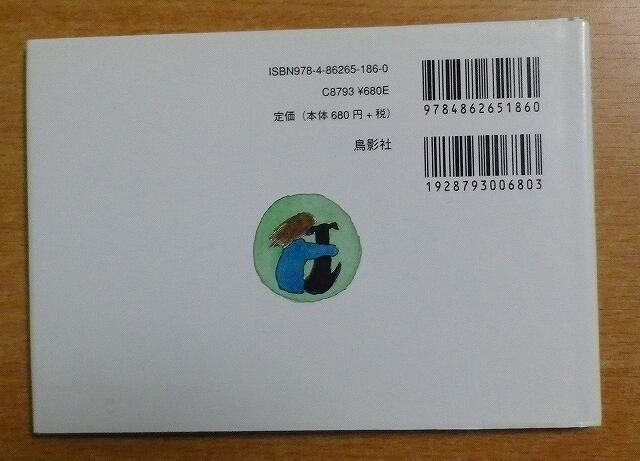 ISBN978-4-86265-186-0
C8793 ¥680E
定価（本体 680 円 + 税）
鳥影社
9784862651860
1928793006803